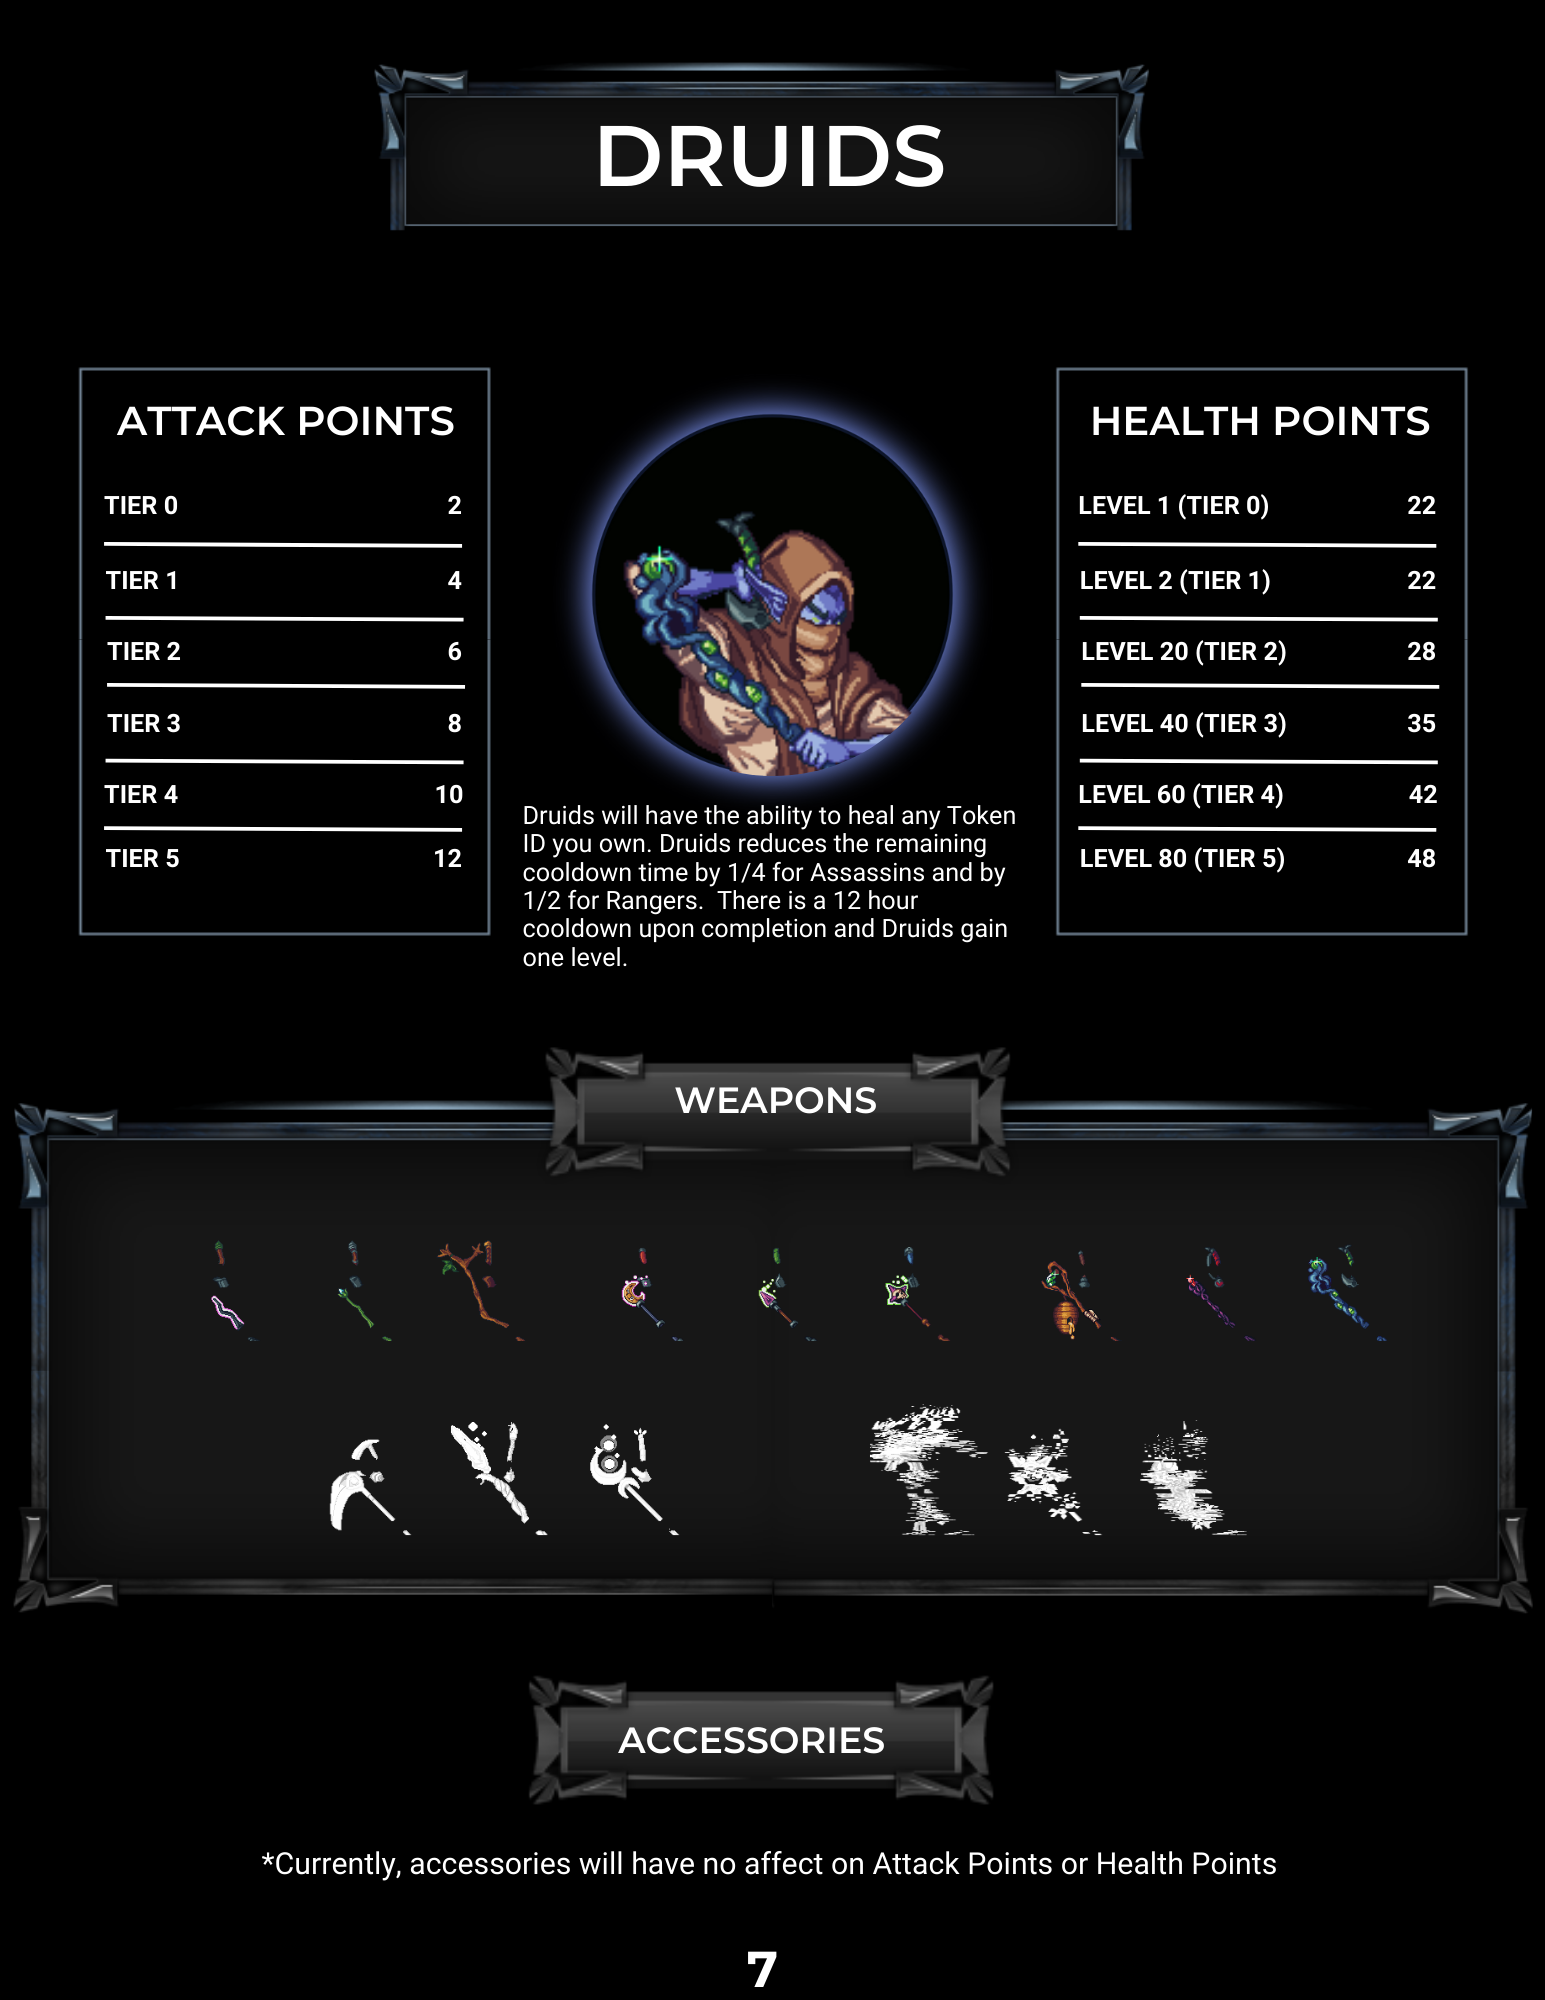 DRUIDS
ATTACK POINTS
TIER 0 2
TIER 1 4
TIER 2 6
TIER 3 8
TIER 4 10
TIER 5 12
Druids will have the ability to heal any Token
ID you own. Druids reduces the remaining
cooldown time by 1/4 for Assassins and by
1/2 for Rangers.  There is a 12 hour
cooldown upon completion and Druids gain
one level.
HEALTH POINTS
LEVEL 1 (TIER 0) 22
LEVEL 2 (TIER 1) 22
LEVEL 20 (TIER 2) 28
LEVEL 40 (TIER 3) 35
LEVEL 60 (TIER 4) 42
LEVEL 80 (TIER 5) 48
WEAPONS
ACCESSORIES
*Currently, accessories will have no affect on Attack Points or Health Points
7